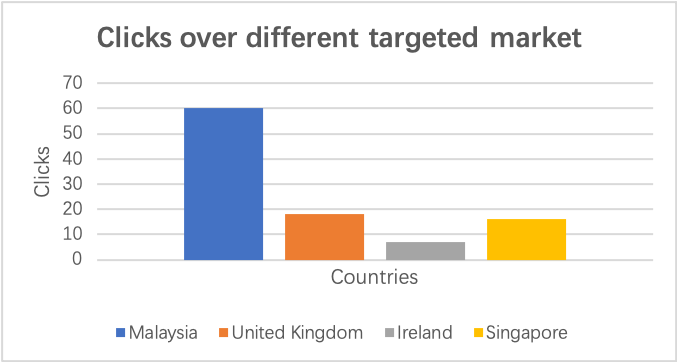 Clicks over different targeted market
70
60
50
40
30
20
10
0
Clicks
Countries
Malaysia United Kingdom Ireland Singapore